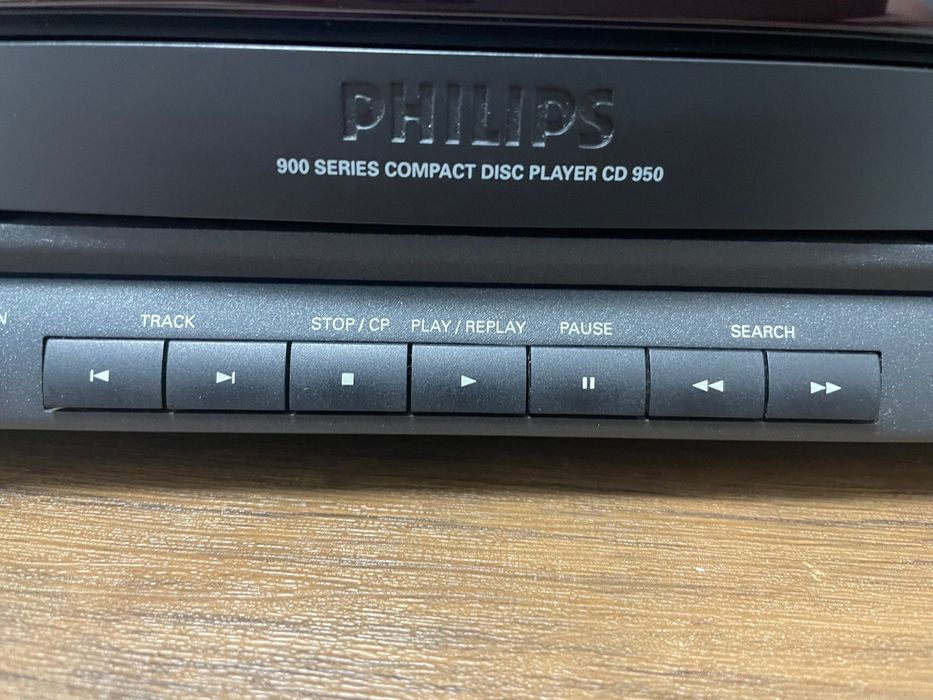 PHILIPS
900 SERIES COMPACT DISC PLAYER CD 950
TRACK STOP / CP PLAY / REPLAY PAUSE SEARCH